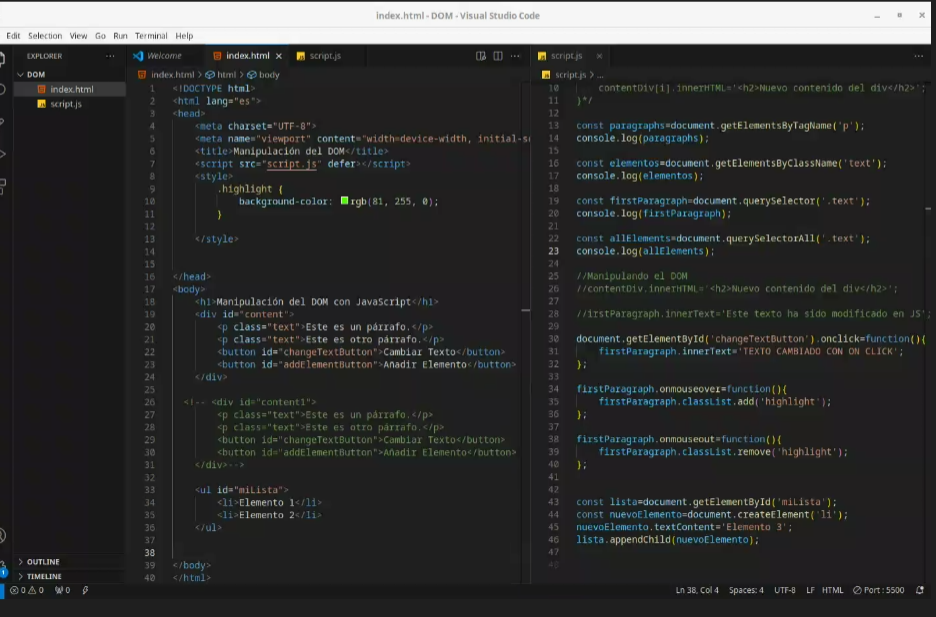 index.html - DOM - Visual Studio Code
Edit Selection View Go Run Terminal Help
EXPLORER ···
DOM
index.html
script.js
OUTLINE
TIMELINE
Welcome index.html script.js
index.html > html > body
1 <!DOCTYPE html>
2 <html lang="es">
3 <head>
4 <meta charset="UTF-8">
5 <meta name="viewport" content="width=device-width, initial-s
6 <title>Manipulación del DOM</title>
7 <script src="script.js" defer></script>
8 <style>
9 .highlight {
10 background-color: rgb(81, 255, 0);
11 }
12
13 </style>
14
15
16 </head>
17 <body>
18 <h1>Manipulación del DOM con JavaScript</h1>
19 <div id="content">
20 <p class="text">Este es un párrafo.</p>
21 <p class="text">Este es otro párrafo.</p>
22 <button id="changeTextButton">Cambiar Texto</button>
23 <button id="addElementButton">Añadir Elemento</button>
24 </div>
25
26 <!-- <div id="content1">
27 <p class="text">Este es un párrafo.</p>
28 <p class="text">Este es otro párrafo.</p>
29 <button id="changeTextButton">Cambiar Texto</button>
30 <button id="addElementButton">Añadir Elemento</button>
31 </div>-->
32
33 <ul id="miLista">
34 <li>Elemento 1</li>
35 <li>Elemento 2</li>
36 </ul>
37
38
39 </body>
40 </html>
script.js
script.js > ...
10 contentDiv[i].innerHTML='<h2>Nuevo contenido del div</h2>';
11 }*/
12
13 const paragraphs=document.getElementsByTagName('p');
14 console.log(paragraphs);
15
16 const elementos=document.getElementsByClassName('text');
17 console.log(elementos);
18
19 const firstParagraph=document.querySelector('.text');
20 console.log(firstParagraph);
21
22 const allElements=document.querySelectorAll('.text');
23 console.log(allElements);
24
25 //Manipulando el DOM
26 //contentDiv.innerHTML='<h2>Nuevo contenido del div</h2>';
27
28 //irstParagraph.innerText='Este texto ha sido modificado en JS';
29
30 document.getElementById('changeTextButton').onclick=function(){
31 firstParagraph.innerText='TEXTO CAMBIADO CON ON CLICK';
32 };
33
34 firstParagraph.onmouseover=function(){
35 firstParagraph.classList.add('highlight');
36 };
37
38 firstParagraph.onmouseout=function(){
39 firstParagraph.classList.remove('highlight');
40 };
41
42
43 const lista=document.getElementById('miLista');
44 const nuevoElemento=document.createElement('li');
45 nuevoElemento.textContent='Elemento 3';
46 lista.appendChild(nuevoElemento);
47
48
1
0 0 0 Ln 38, Col 4 Spaces: 4 UTF-8 LF HTML Port : 5500